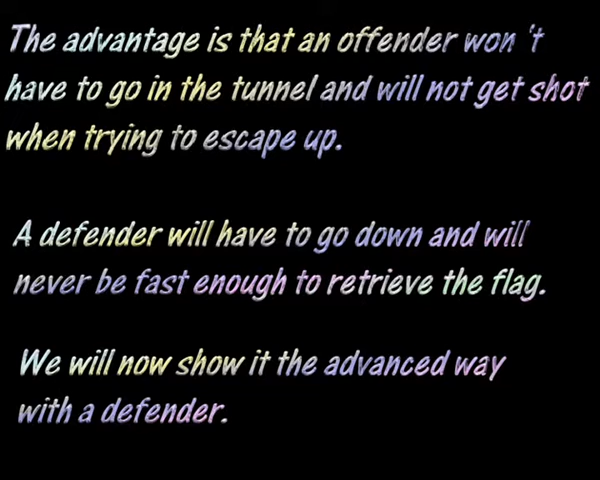 The advantage is that an offender won 't
have to go in the tunnel and will not get shot
when trying to escape up.
A defender will have to go down and will
never be fast enough to retrieve the flag.
We will now show it the advanced way
with a defender.